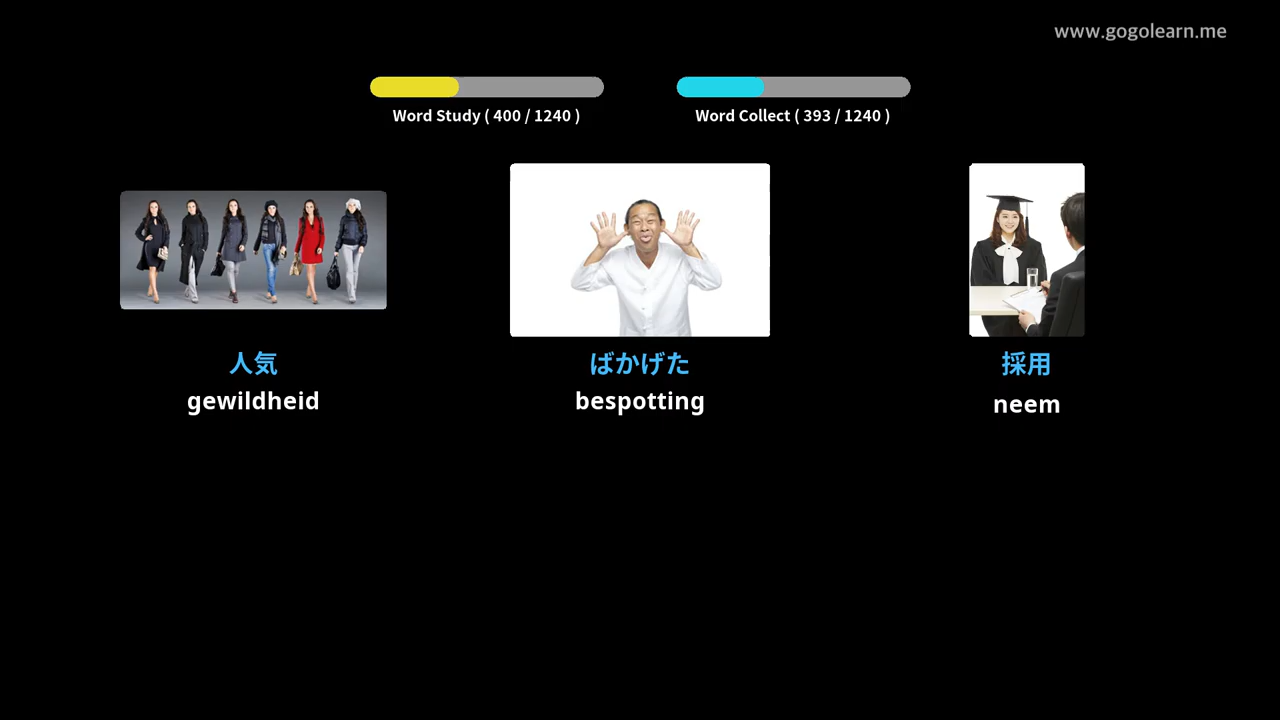 www.gogolearn.me
Word Study ( 400 / 1240 )
Word Collect ( 393 / 1240 )
人気
gewildheid
ばかげた
bespotting
採用
neem